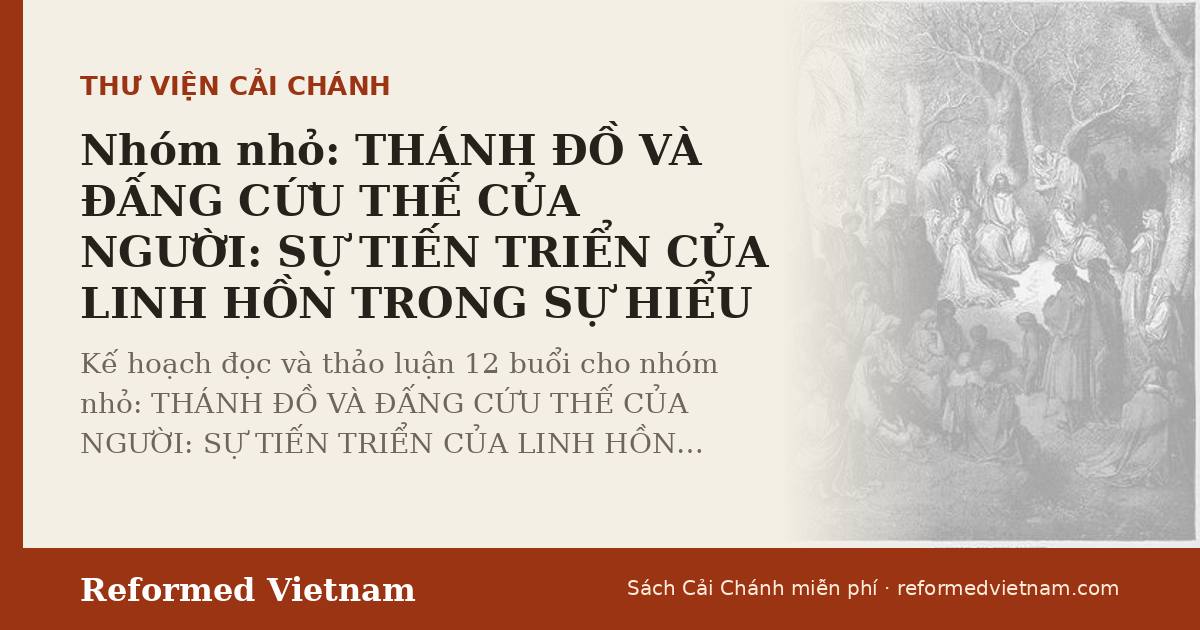 THƯ VIỆN CẢI CHÁNH
Nhóm nhỏ: THÁNH ĐỒ VÀ
ĐẤNG CỨU THẾ CỦA
NGƯỜI: SỰ TIẾN TRIỂN CỦA
LINH HỒN TRONG SỰ HIỂU
Kế hoạch đọc và thảo luận 12 buổi cho nhóm
nhỏ: THÁNH ĐỒ VÀ ĐẤNG CỨU THẾ CỦA
NGƯỜI: SỰ TIẾN TRIỂN CỦA LINH HỒN...
Reformed Vietnam
Sách Cải Chánh miễn phí · reformedvietnam.com